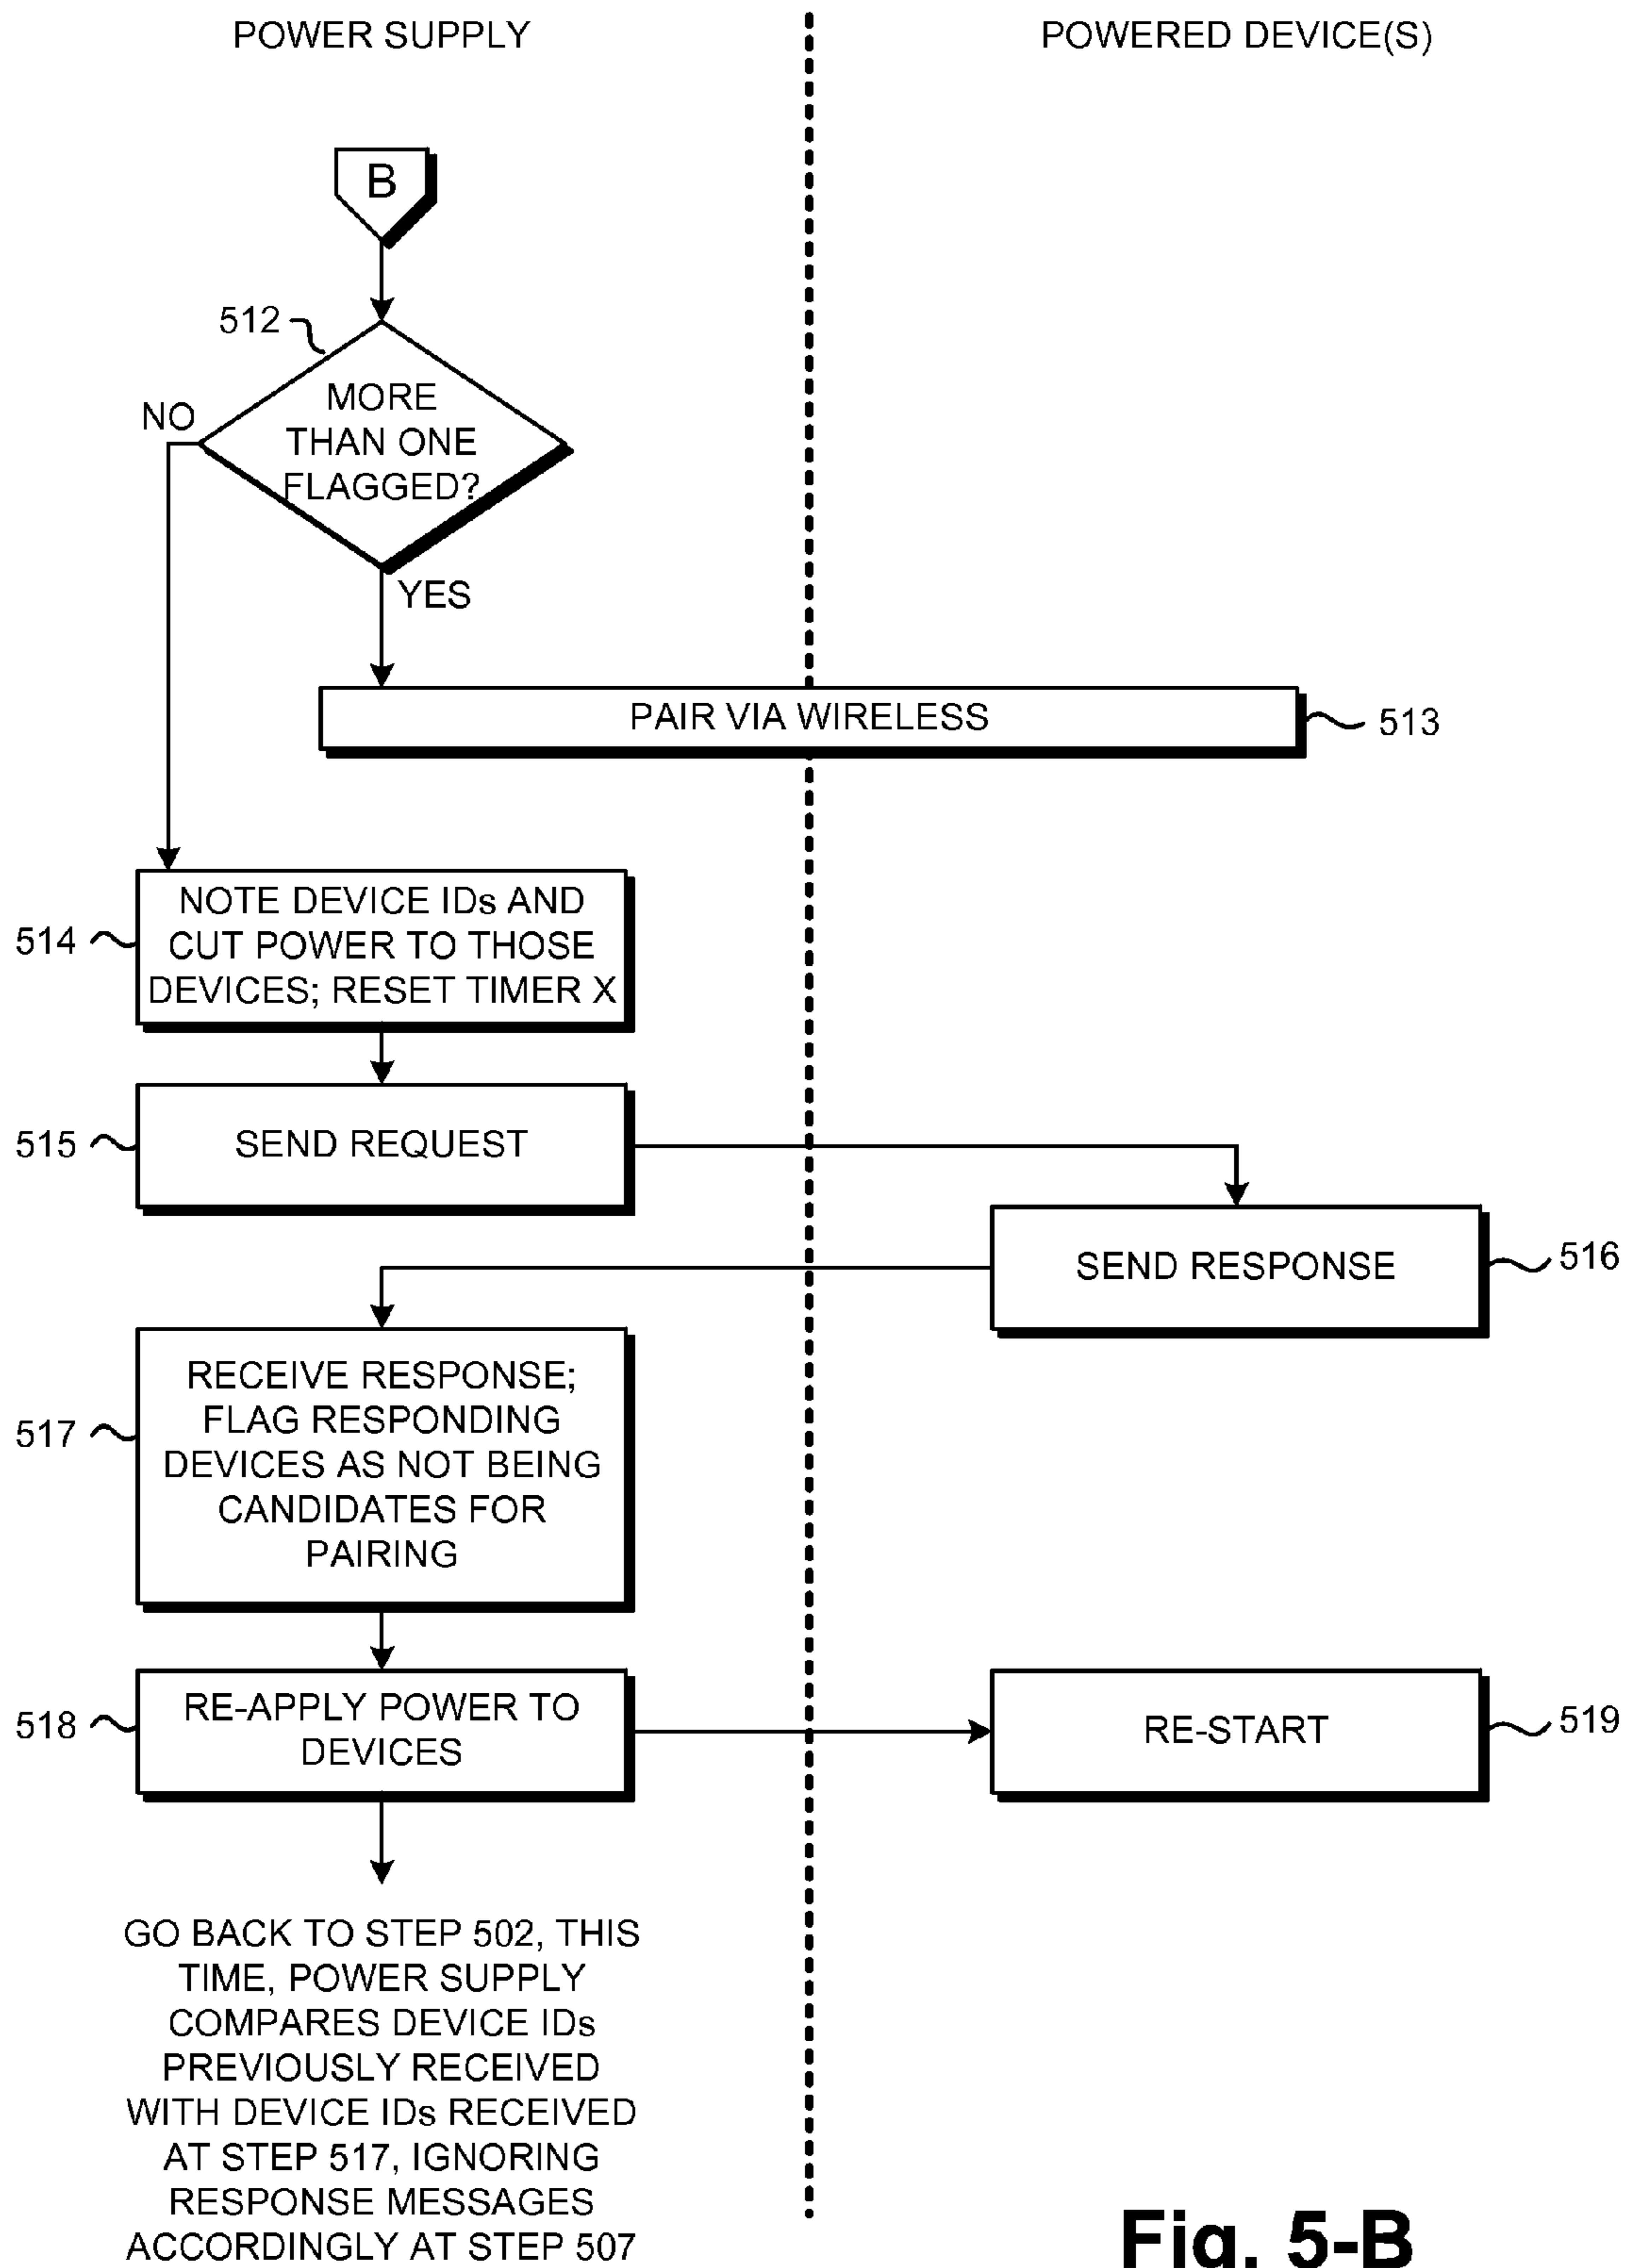 POWER SUPPLY
POWERED DEVICE(S)
B
512
MORE
THAN ONE
FLAGGED?
NO
YES
PAIR VIA WIRELESS
513
514
NOTE DEVICE IDs AND
CUT POWER TO THOSE
DEVICES; RESET TIMER X
515
SEND REQUEST
SEND RESPONSE
516
517
RECEIVE RESPONSE;
FLAG RESPONDING
DEVICES AS NOT BEING
CANDIDATES FOR
PAIRING
518
RE-APPLY POWER TO
DEVICES
RE-START
519
GO BACK TO STEP 502, THIS
TIME, POWER SUPPLY
COMPARES DEVICE IDs
PREVIOUSLY RECEIVED
WITH DEVICE IDs RECEIVED
AT STEP 517, IGNORING
RESPONSE MESSAGES
ACCORDINGLY AT STEP 507
Fig. 5-B